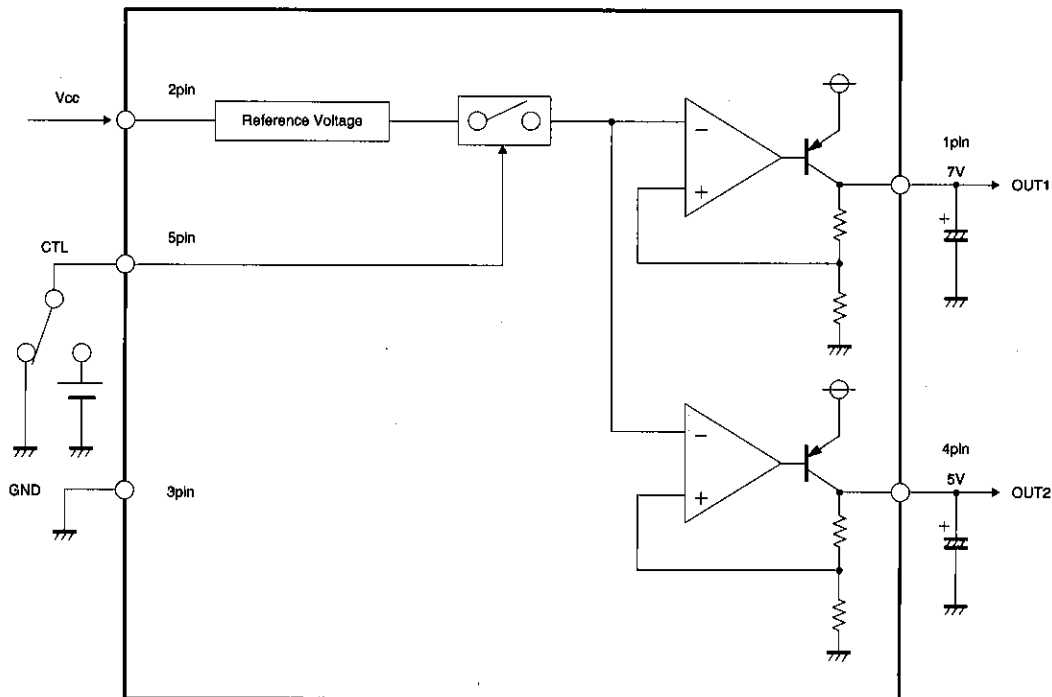 Vcc
2pin
Reference Voltage
−
+
1pin
7V
OUT1
+
CTL
5pin
GND
3pin
−
+
4pin
5V
OUT2
+